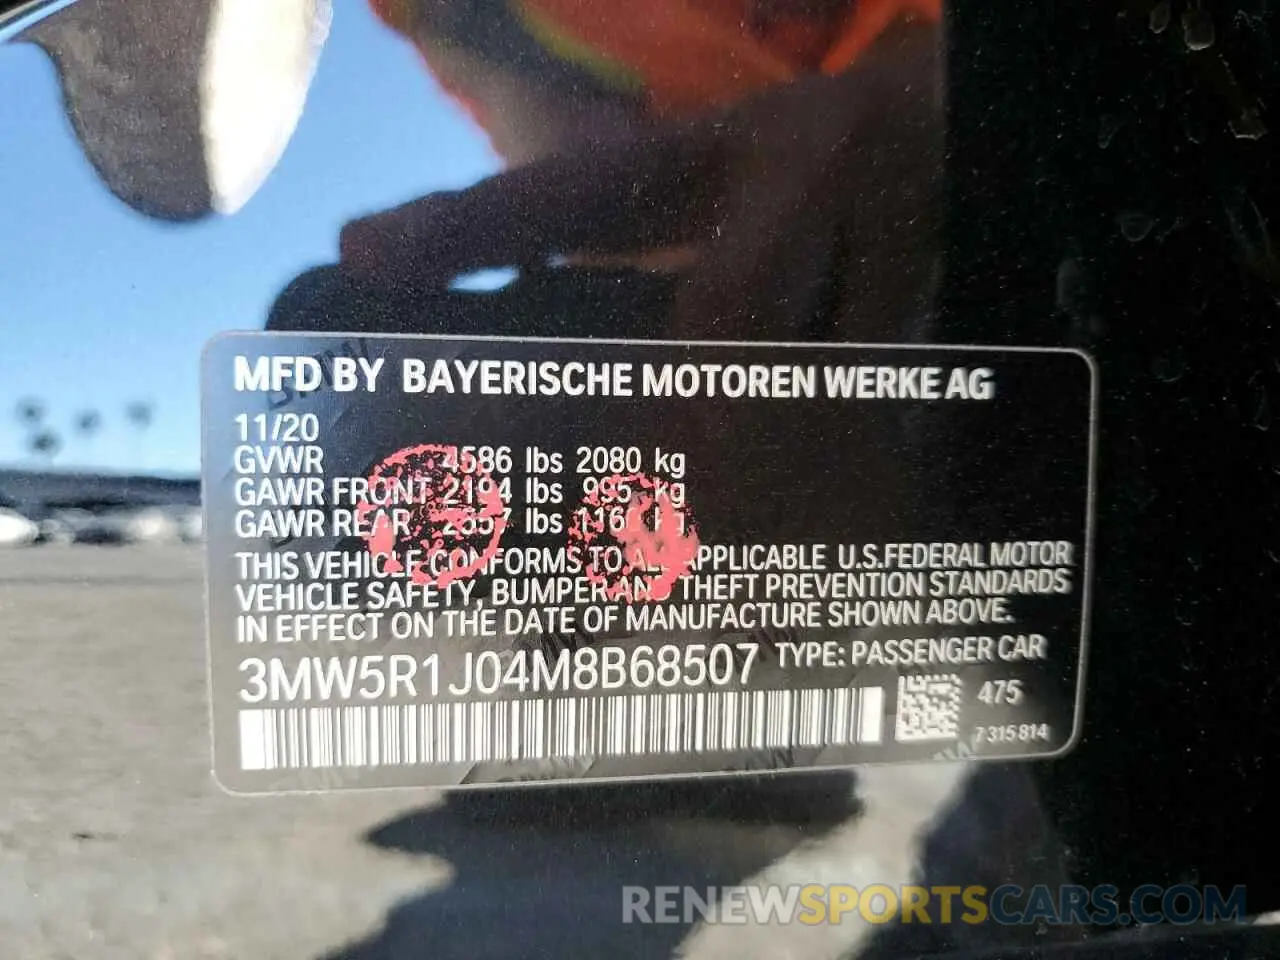 MFD BY BAYERISCHE MOTOREN WERKE AG
11/20
GVWR 4586 lbs 2080 kg
GAWR FRONT 2194 lbs 995 kg
GAWR REAR lbs kg
THIS VEHICLE CONFORMS TO ALL APPLICABLE U.S.FEDERAL MOTOR
VEHICLE SAFETY, BUMPER AND THEFT PREVENTION STANDARDS
IN EFFECT ON THE DATE OF MANUFACTURE SHOWN ABOVE.
3MW5R1J04M8B68507 TYPE: PASSENGER CAR
475
7 315 814
RENEWSPORTSCARS.COM